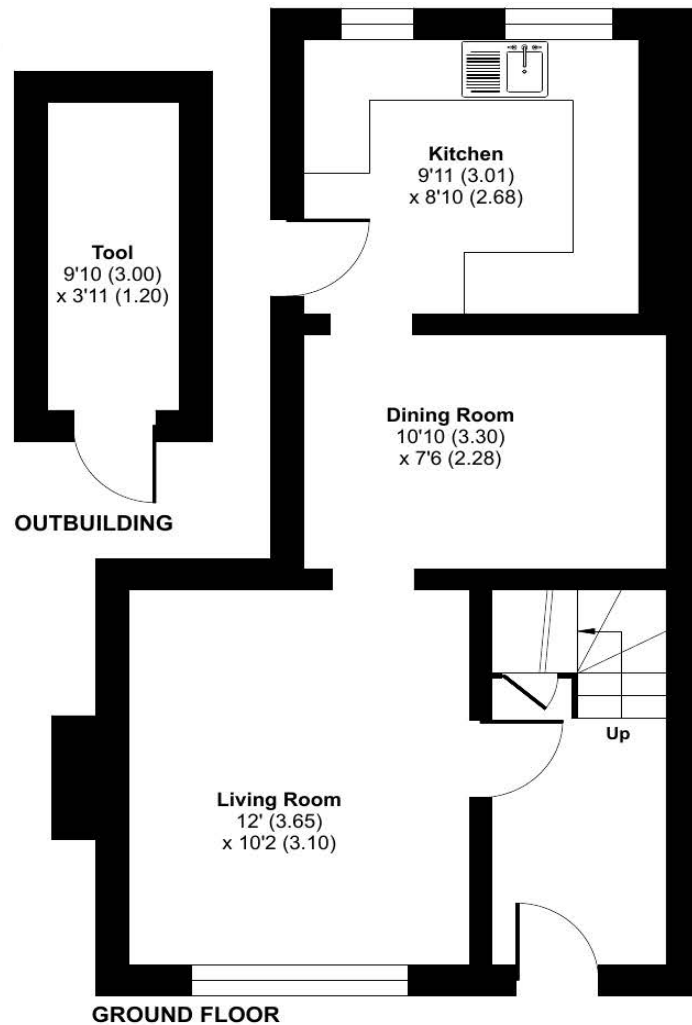 Kitchen
9'11 (3.01)
x 8'10 (2.68)
Tool
9'10 (3.00)
x 3'11 (1.20)
Dining Room
10'10 (3.30)
x 7'6 (2.28)
OUTBUILDING
Up
Living Room
12' (3.65)
x 10'2 (3.10)
GROUND FLOOR